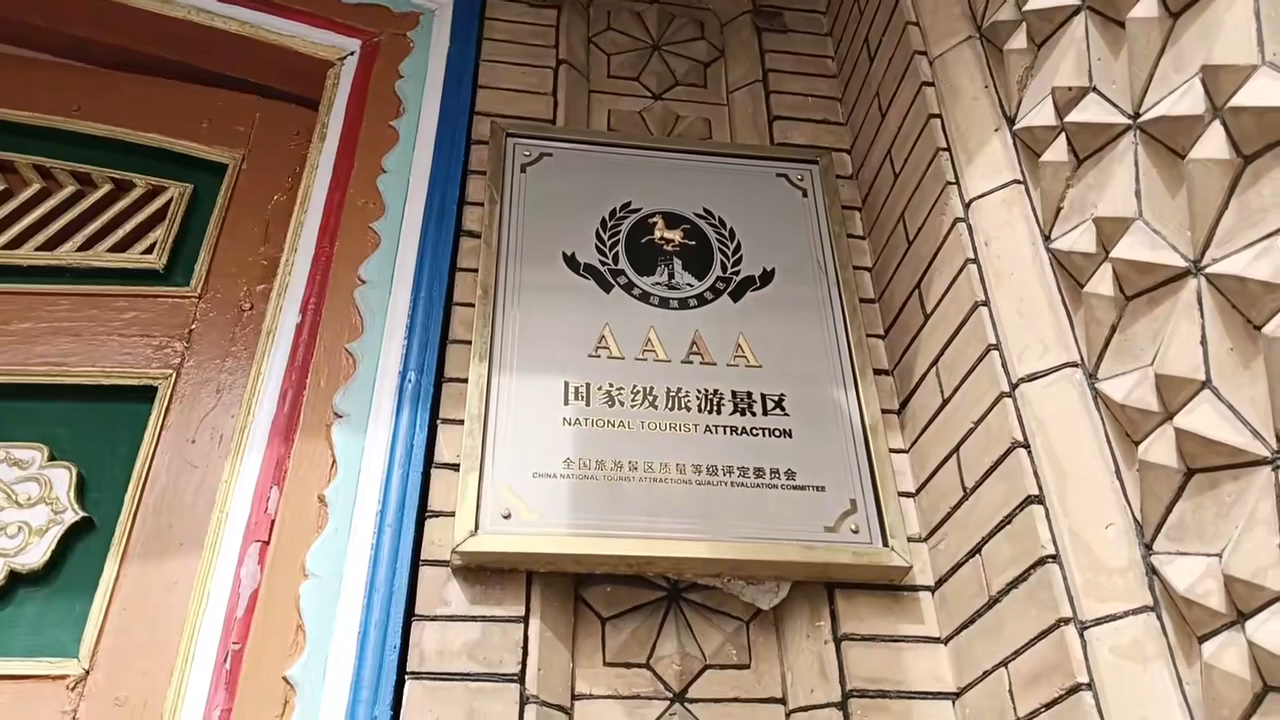 国家级旅游景区
AAAA
国家级旅游景区
NATIONAL TOURIST ATTRACTION
全国旅游景区质量等级评定委员会
CHINA NATIONAL TOURIST ATTRACTIONS QUALITY EVALUATION COMMITTEE